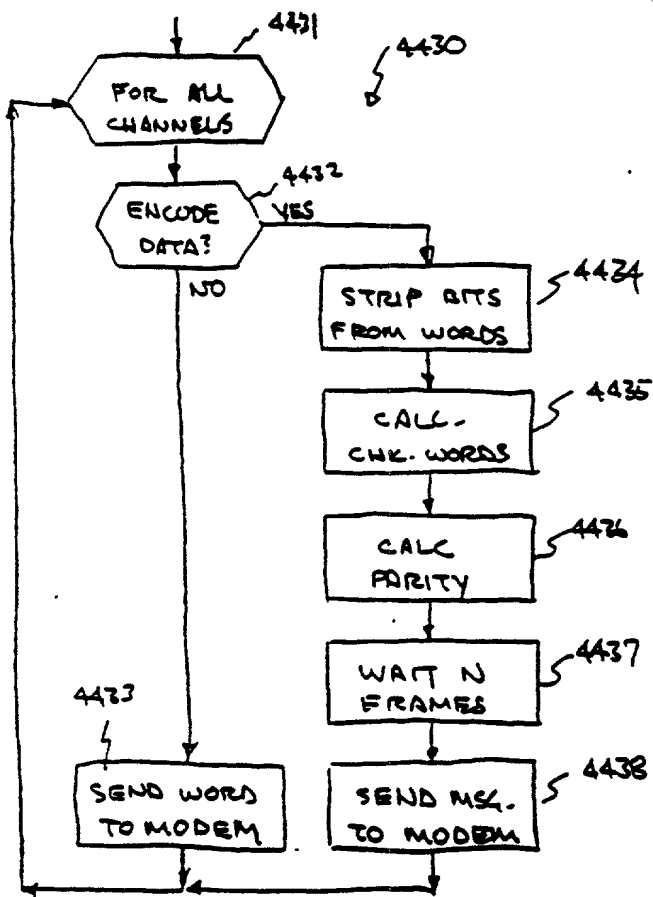 4431
4430
FOR ALL
CHANNELS
4432
ENCODE
DATA?
YES
NO
4434
STRIP BITS
FROM WORDS
4435
CALC.
CHK. WORDS
4436
CALC
PARITY
4437
WAIT N
FRAMES
4433
SEND WORD
TO MODEM
4438
SEND MSG.
TO MODEM